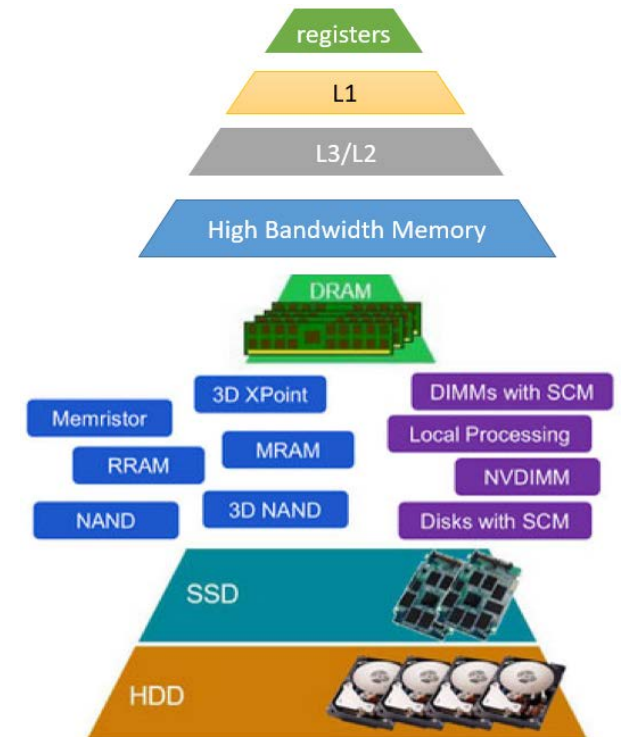 registers
L1
L3/L2
High Bandwidth Memory
DRAM
3D XPoint
DIMMs with SCM
Memristor
Local Processing
MRAM
RRAM
NVDIMM
3D NAND
NAND
Disks with SCM
SSD
HDD